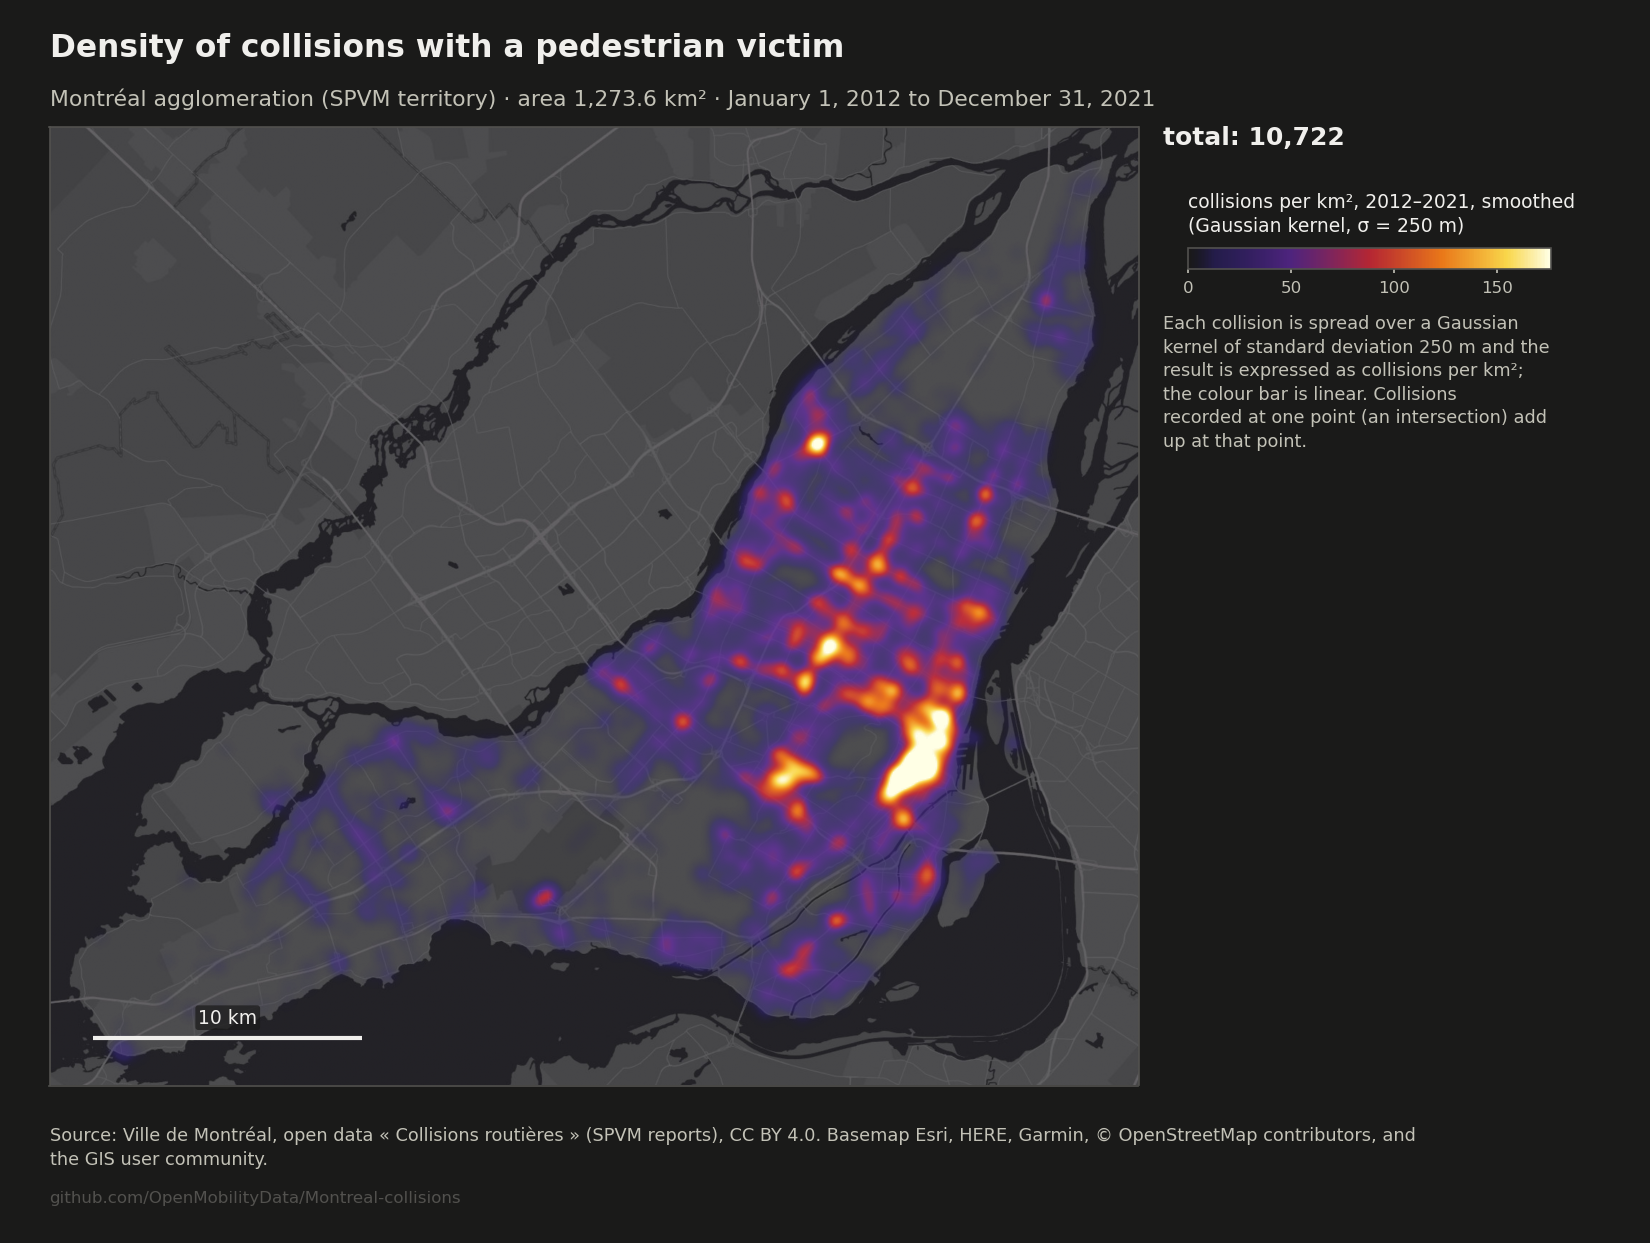 Density of collisions with a pedestrian victim
Montréal agglomeration (SPVM territory) · area 1,273.6 km² · January 1, 2012 to December 31, 2021
total: 10,722
collisions per km², 2012–2021, smoothed
(Gaussian kernel, σ = 250 m)
0 50 100 150
Each collision is spread over a Gaussian
kernel of standard deviation 250 m and the
result is expressed as collisions per km²;
the colour bar is linear. Collisions
recorded at one point (an intersection) add
up at that point.
10 km
Source: Ville de Montréal, open data « Collisions routières » (SPVM reports), CC BY 4.0. Basemap Esri, HERE, Garmin, © OpenStreetMap contributors, and
the GIS user community.
github.com/OpenMobilityData/Montreal-collisions